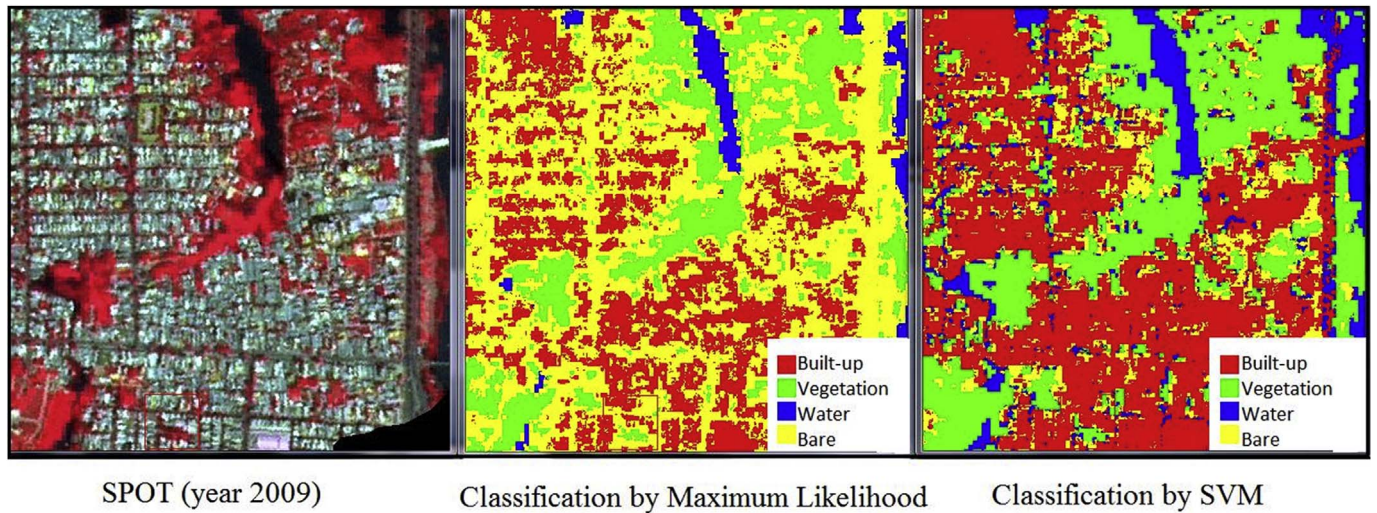 Built-up
Vegetation
Water
Bare
Built-up
Vegetation
Water
Bare
SPOT (year 2009)
Classification by Maximum Likelihood
Classification by SVM